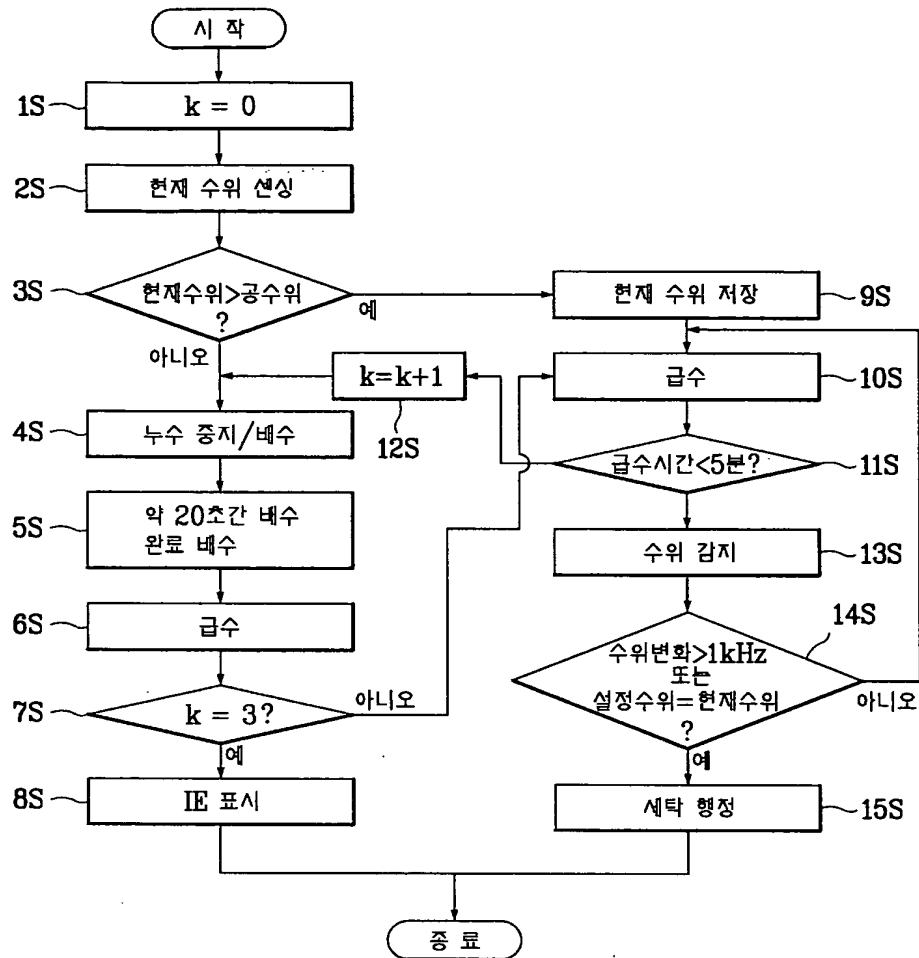 시 작
1S
k = 0
2S
현재 수위 센싱
3S
현재수위>공수위
?
예
아니오
현재 수위 저장
9S
k=k+1
12S
급수
10S
4S
누수 중지/배수
급수시간<5분?
11S
5S
약 20초간 배수
완료 배수
수위 감지
13S
6S
급수
14S
수위변화>1kHz
또는
설정수위=현재수위
?
아니오
예
7S
k = 3?
아니오
예
8S
IE 표시
세탁 행정
15S
종 료